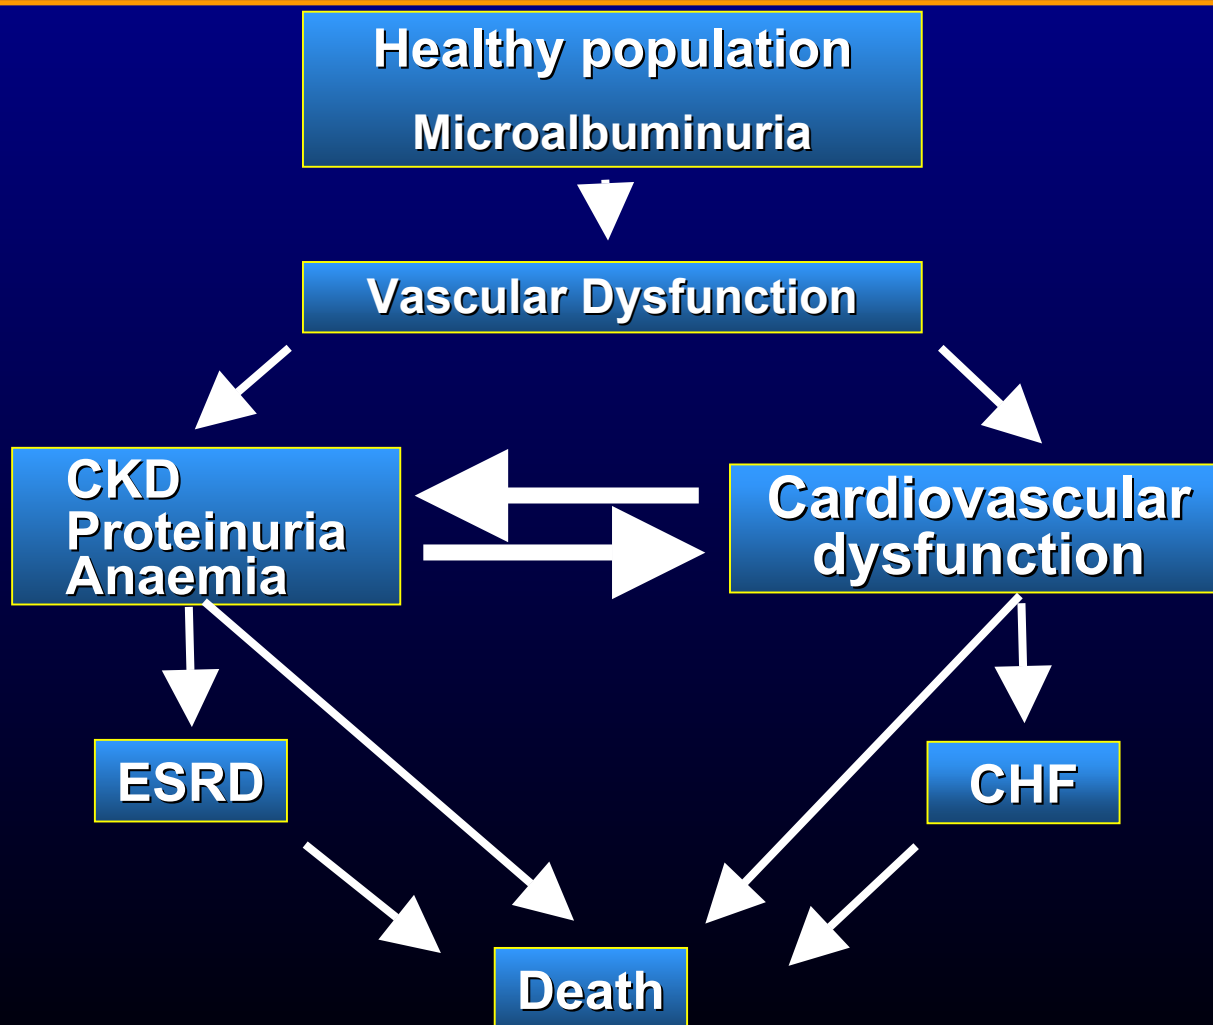 Healthy population
Microalbuminuria
Vascular Dysfunction
CKD
Proteinuria
Anaemia
Cardiovascular
dysfunction
ESRD
CHF
Death